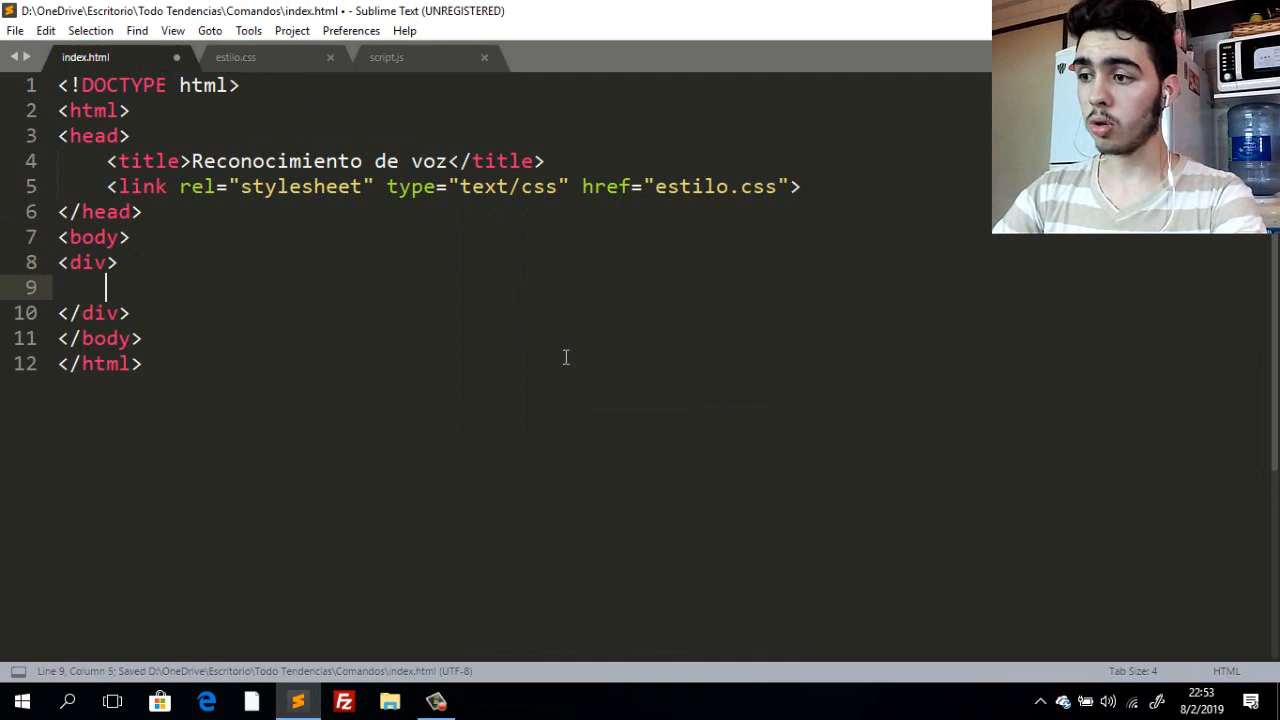 D:\OneDrive\Escritorio\Todo Tendencias\Comandos\index.html • - Sublime Text (UNREGISTERED)
File Edit Selection Find View Goto Tools Project Preferences Help
index.html estilo.css script.js
1 <!DOCTYPE html>
2 <html>
3 <head>
4 <title>Reconocimiento de voz</title>
5 <link rel="stylesheet" type="text/css" href="estilo.css">
6 </head>
7 <body>
8 <div>
9
10 </div>
11 </body>
12 </html>
Line 9, Column 5; Saved D:\OneDrive\Escritorio\Todo Tendencias\Comandos\index.html (UTF-8) Tab Size: 4 HTML
22:53
8/2/2019